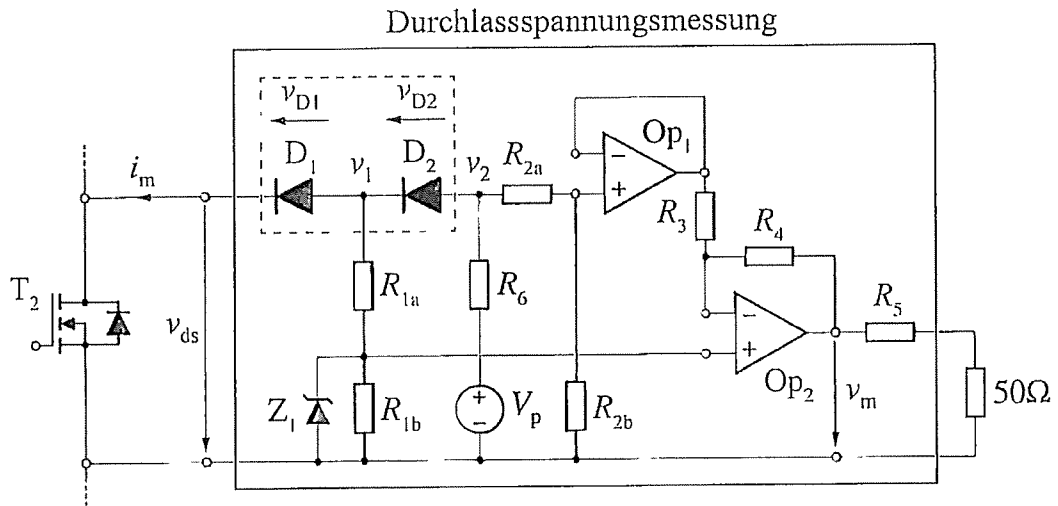 Durchlassspannungsmessung
v_D1
v_D2
D_1
v_1
D_2
v_2
R_2a
Op_1
i_m
R_3
R_4
R_1a
R_6
T_2
v_ds
R_5
Z_1
R_1b
V_p
R_2b
Op_2
v_m
50Ω